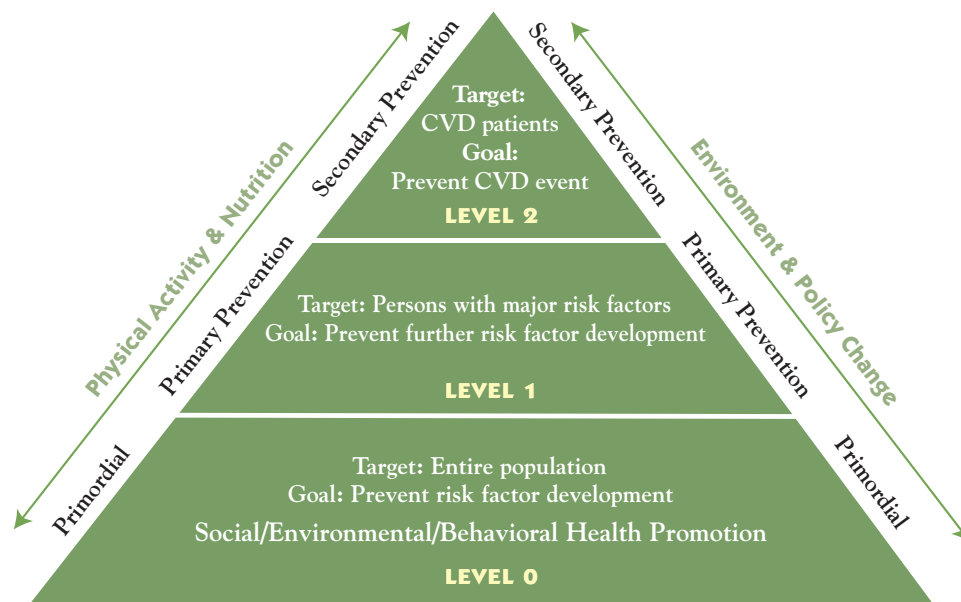 Physical Activity & Nutrition
Environment & Policy Change
Secondary Prevention
Secondary Prevention
Target:
CVD patients
Goal:
Prevent CVD event
LEVEL 2
Primary Prevention
Primary Prevention
Target: Persons with major risk factors
Goal: Prevent further risk factor development
LEVEL 1
Primordial
Primordial
Target: Entire population
Goal: Prevent risk factor development
Social/Environmental/Behavioral Health Promotion
LEVEL 0